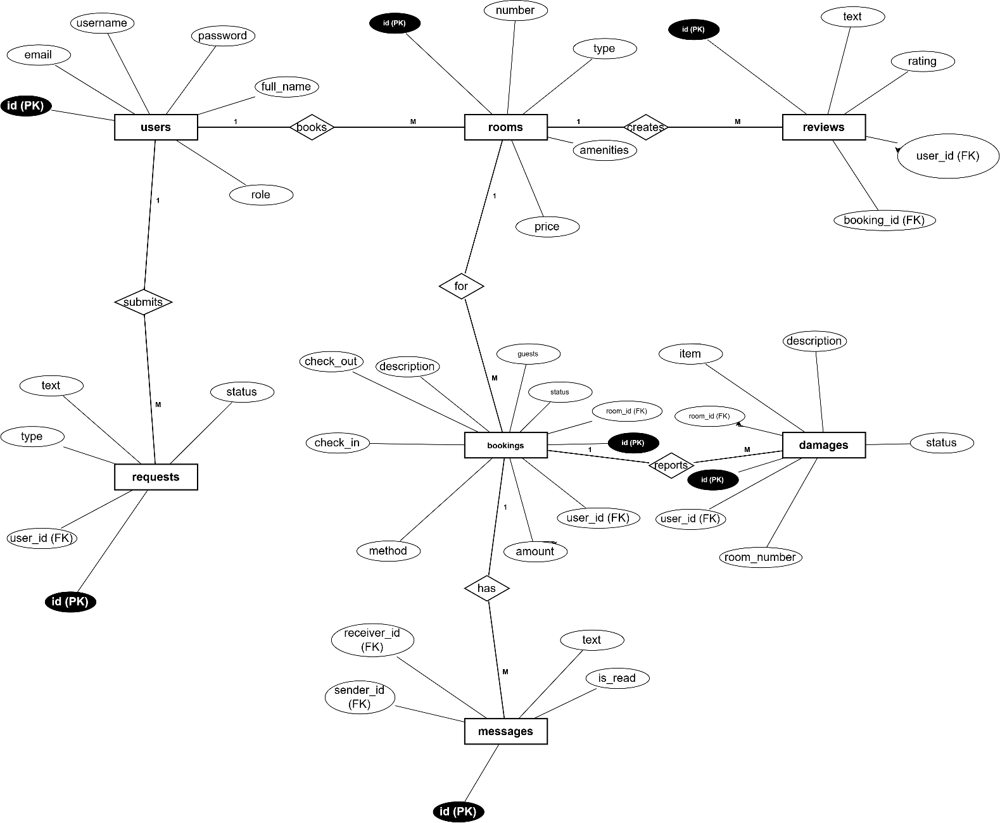 number
username
id (PK)
text
id (PK)
password
type
email
rating
full_name
id (PK)
users
1
books
M
rooms
1
creates
M
reviews
amenities
user_id (FK)
role
1
1
booking_id (FK)
price
for
submits
description
item
guests
check_out
description
M
text
status
status
M
room_id (FK)
room_id (FK)
type
check_in
id (PK)
status
bookings
1
M
damages
reports
requests
id (PK)
1
user_id (FK)
user_id (FK)
user_id (FK)
method
amount
room_number
has
id (PK)
receiver_id
(FK)
text
M
is_read
sender_id
(FK)
messages
id (PK)